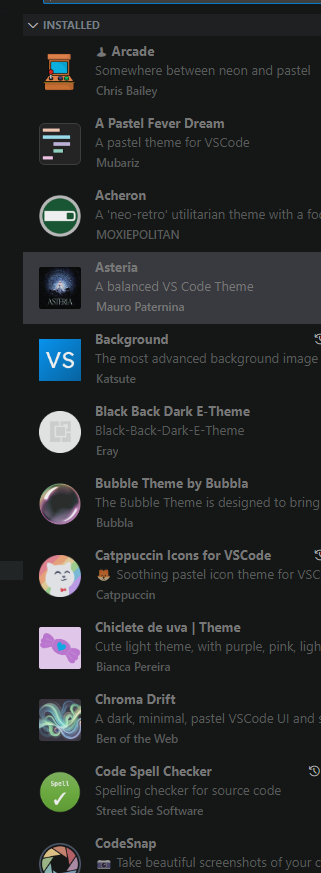 INSTALLED
Arcade
Somewhere between neon and pastel
Chris Bailey
A Pastel Fever Dream
A pastel theme for VSCode
Mubariz
Acheron
A 'neo-retro' utilitarian theme with a fo
MOXIEPOLITAN
Asteria
A balanced VS Code Theme
Mauro Paternina
ASTERIA
Background
The most advanced background image
Katsute
VS
Black Back Dark E-Theme
Black-Back-Dark-E-Theme
Eray
Bubble Theme by Bubbla
The Bubble Theme is designed to bring
Bubbla
Catppuccin Icons for VSCode
Soothing pastel icon theme for VSC
Catppuccin
Chiclete de uva | Theme
Cute light theme, with purple, pink, ligh
Bianca Pereira
Chroma Drift
A dark, minimal, pastel VSCode UI and s
Ben of the Web
Code Spell Checker
Spelling checker for source code
Street Side Software
Spell
CodeSnap
Take beautiful screenshots of your c